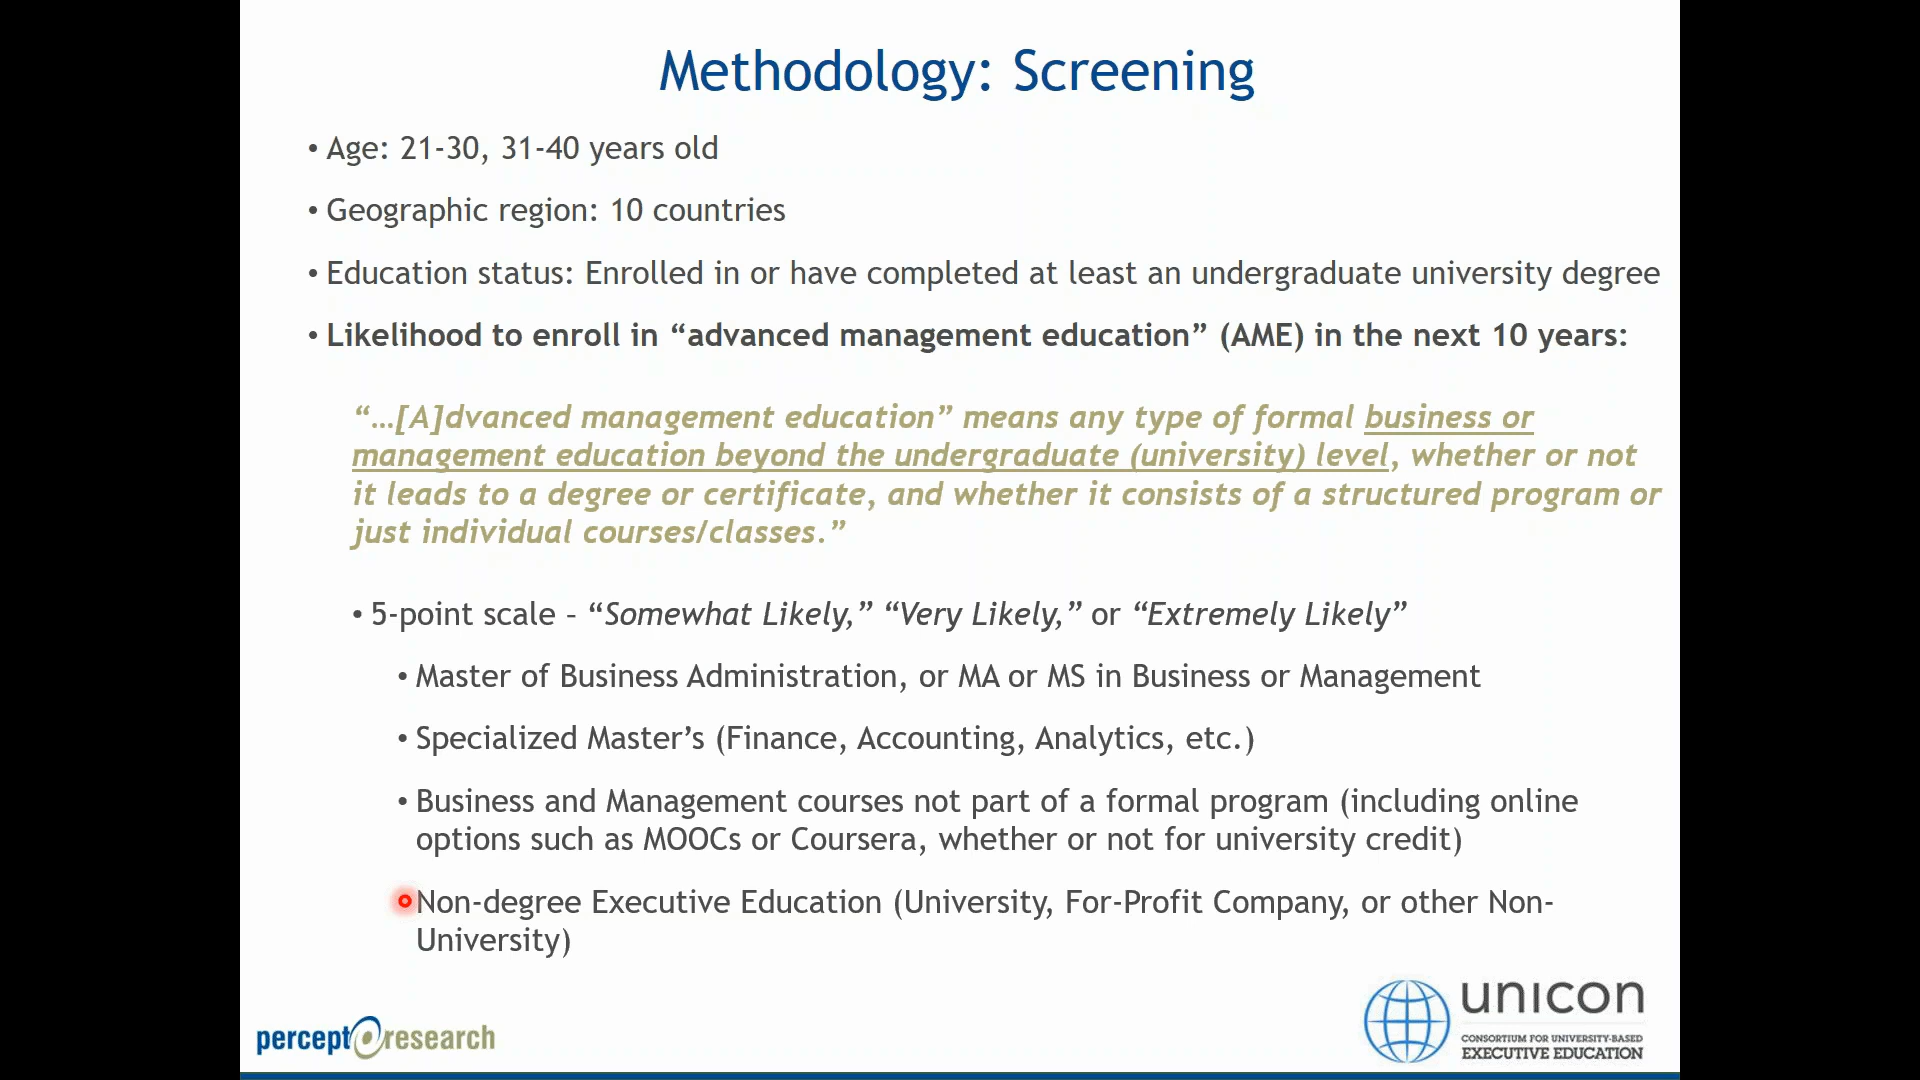 Methodology: Screening
• Age: 21-30, 31-40 years old
• Geographic region: 10 countries
• Education status: Enrolled in or have completed at least an undergraduate university degree
• Likelihood to enroll in “advanced management education” (AME) in the next 10 years:
“…[A]dvanced management education” means any type of formal business or
management education beyond the undergraduate (university) level, whether or not
it leads to a degree or certificate, and whether it consists of a structured program or
just individual courses/classes.”
• 5-point scale – “Somewhat Likely,” “Very Likely,” or “Extremely Likely”
• Master of Business Administration, or MA or MS in Business or Management
• Specialized Master’s (Finance, Accounting, Analytics, etc.)
• Business and Management courses not part of a formal program (including online
options such as MOOCs or Coursera, whether or not for university credit)
Non-degree Executive Education (University, For-Profit Company, or other Non-
University)
percept research
unicon
CONSORTIUM FOR UNIVERSITY-BASED
EXECUTIVE EDUCATION